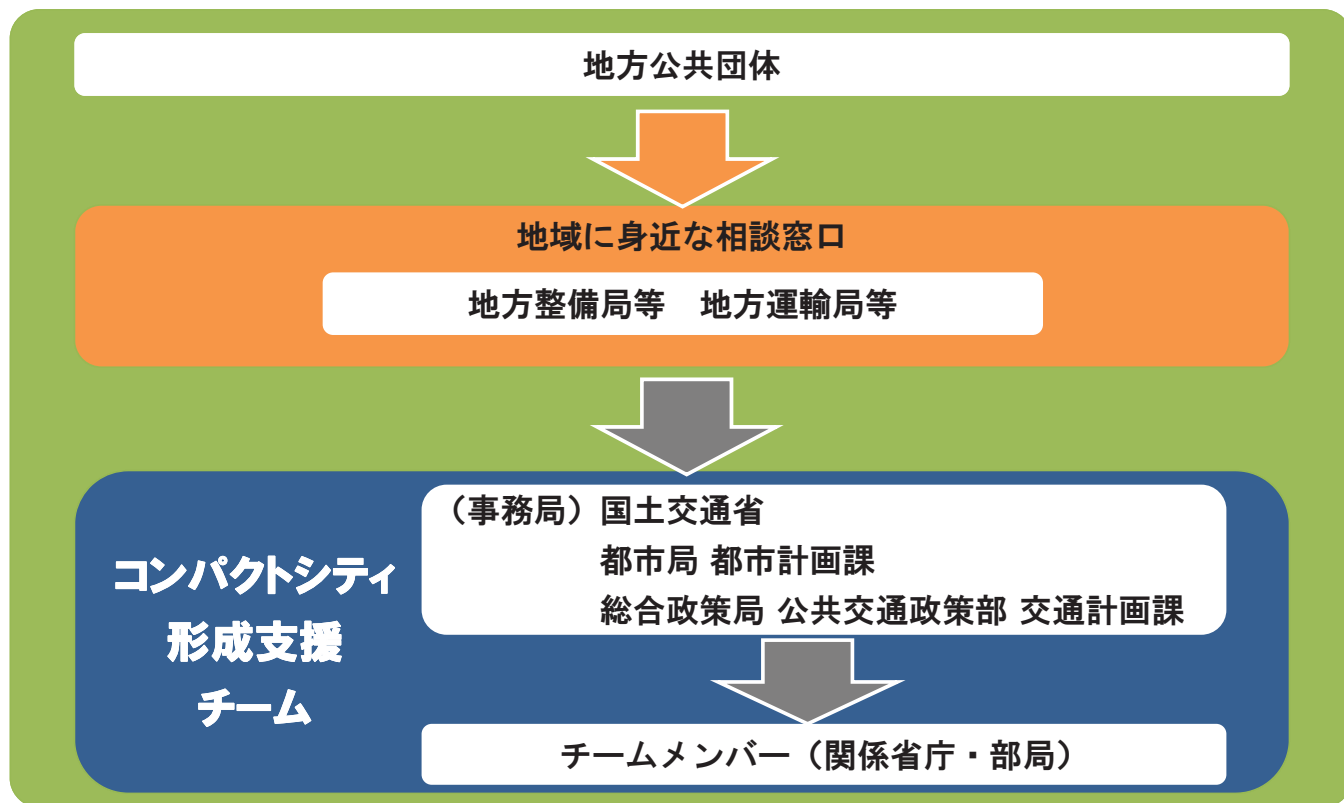 地方公共団体
地域に身近な相談窓口
地方整備局等　地方運輸局等
コンパクトシティ
形成支援
チーム
（事務局）国土交通省
都市局 都市計画課
総合政策局 公共交通政策部 交通計画課
チームメンバー（関係省庁・部局）